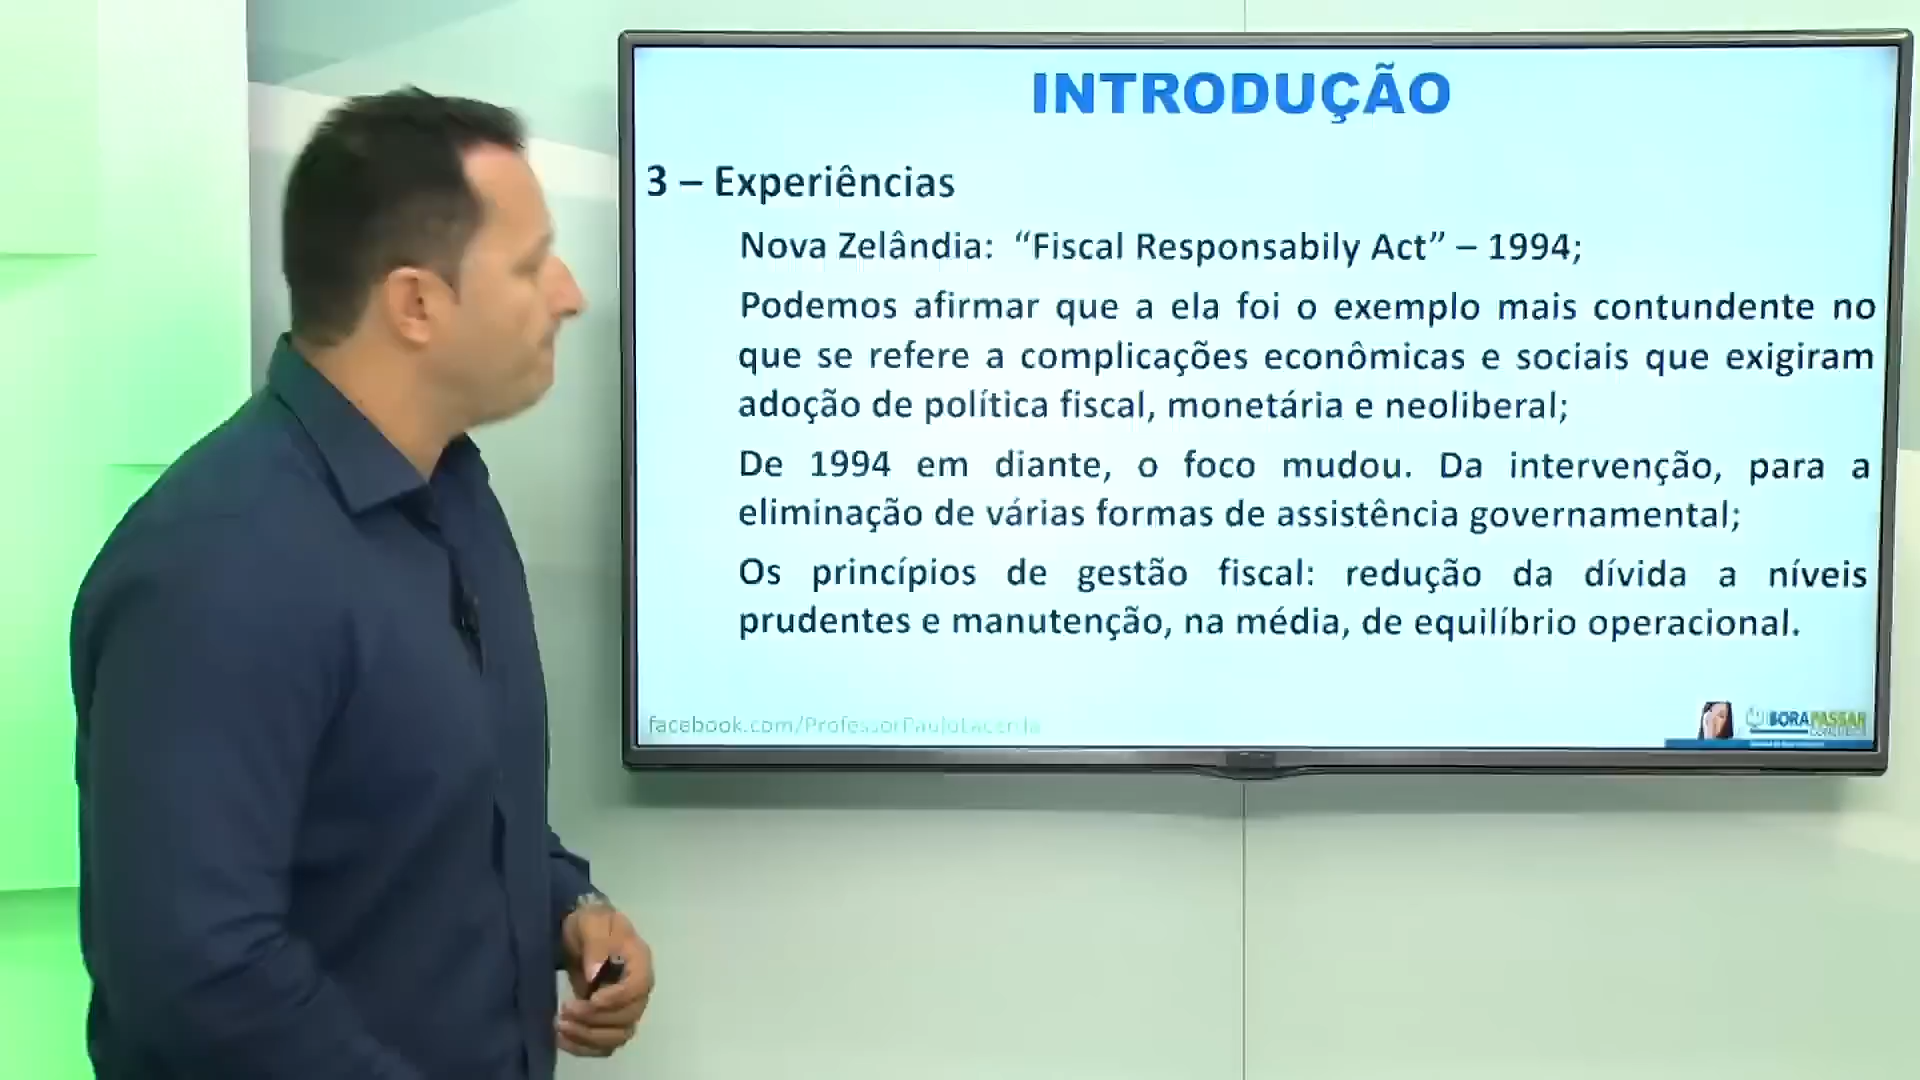 INTRODUÇÃO
3 – Experiências
Nova Zelândia: “Fiscal Responsabily Act” – 1994;
Podemos afirmar que a ela foi o exemplo mais contundente no
que se refere a complicações econômicas e sociais que exigiram
adoção de política fiscal, monetária e neoliberal;
De 1994 em diante, o foco mudou. Da intervenção, para a
eliminação de várias formas de assistência governamental;
Os princípios de gestão fiscal: redução da dívida a níveis
prudentes e manutenção, na média, de equilíbrio operacional.
facebook.com/ProfessorPauloLacerda
BORAPASSAR